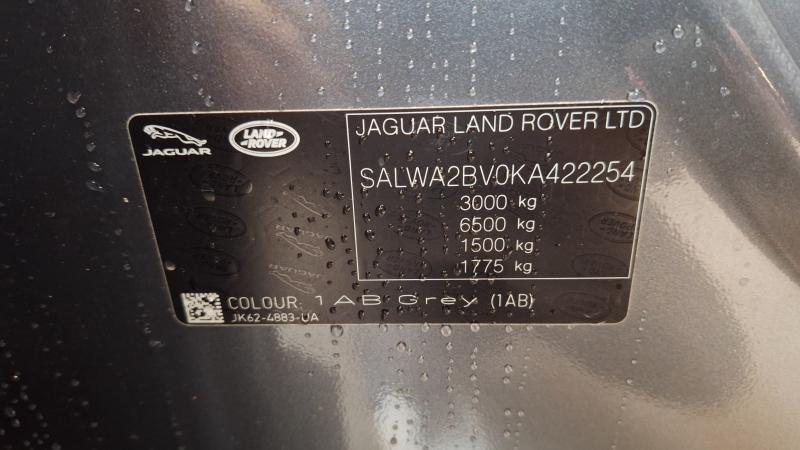 JAGUAR
LAND ROVER
JAGUAR LAND ROVER LTD
SALWA2BV0KA422254
3000 kg
6500 kg
1500 kg
1775 kg
COLOUR: 1AB Grey (1AB)
JK62-4883-UA